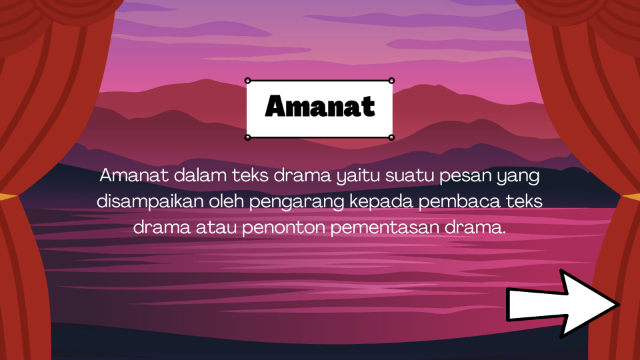 Amanat
Amanat dalam teks drama yaitu suatu pesan yang
disampaikan oleh pengarang kepada pembaca teks
drama atau penonton pementasan drama.